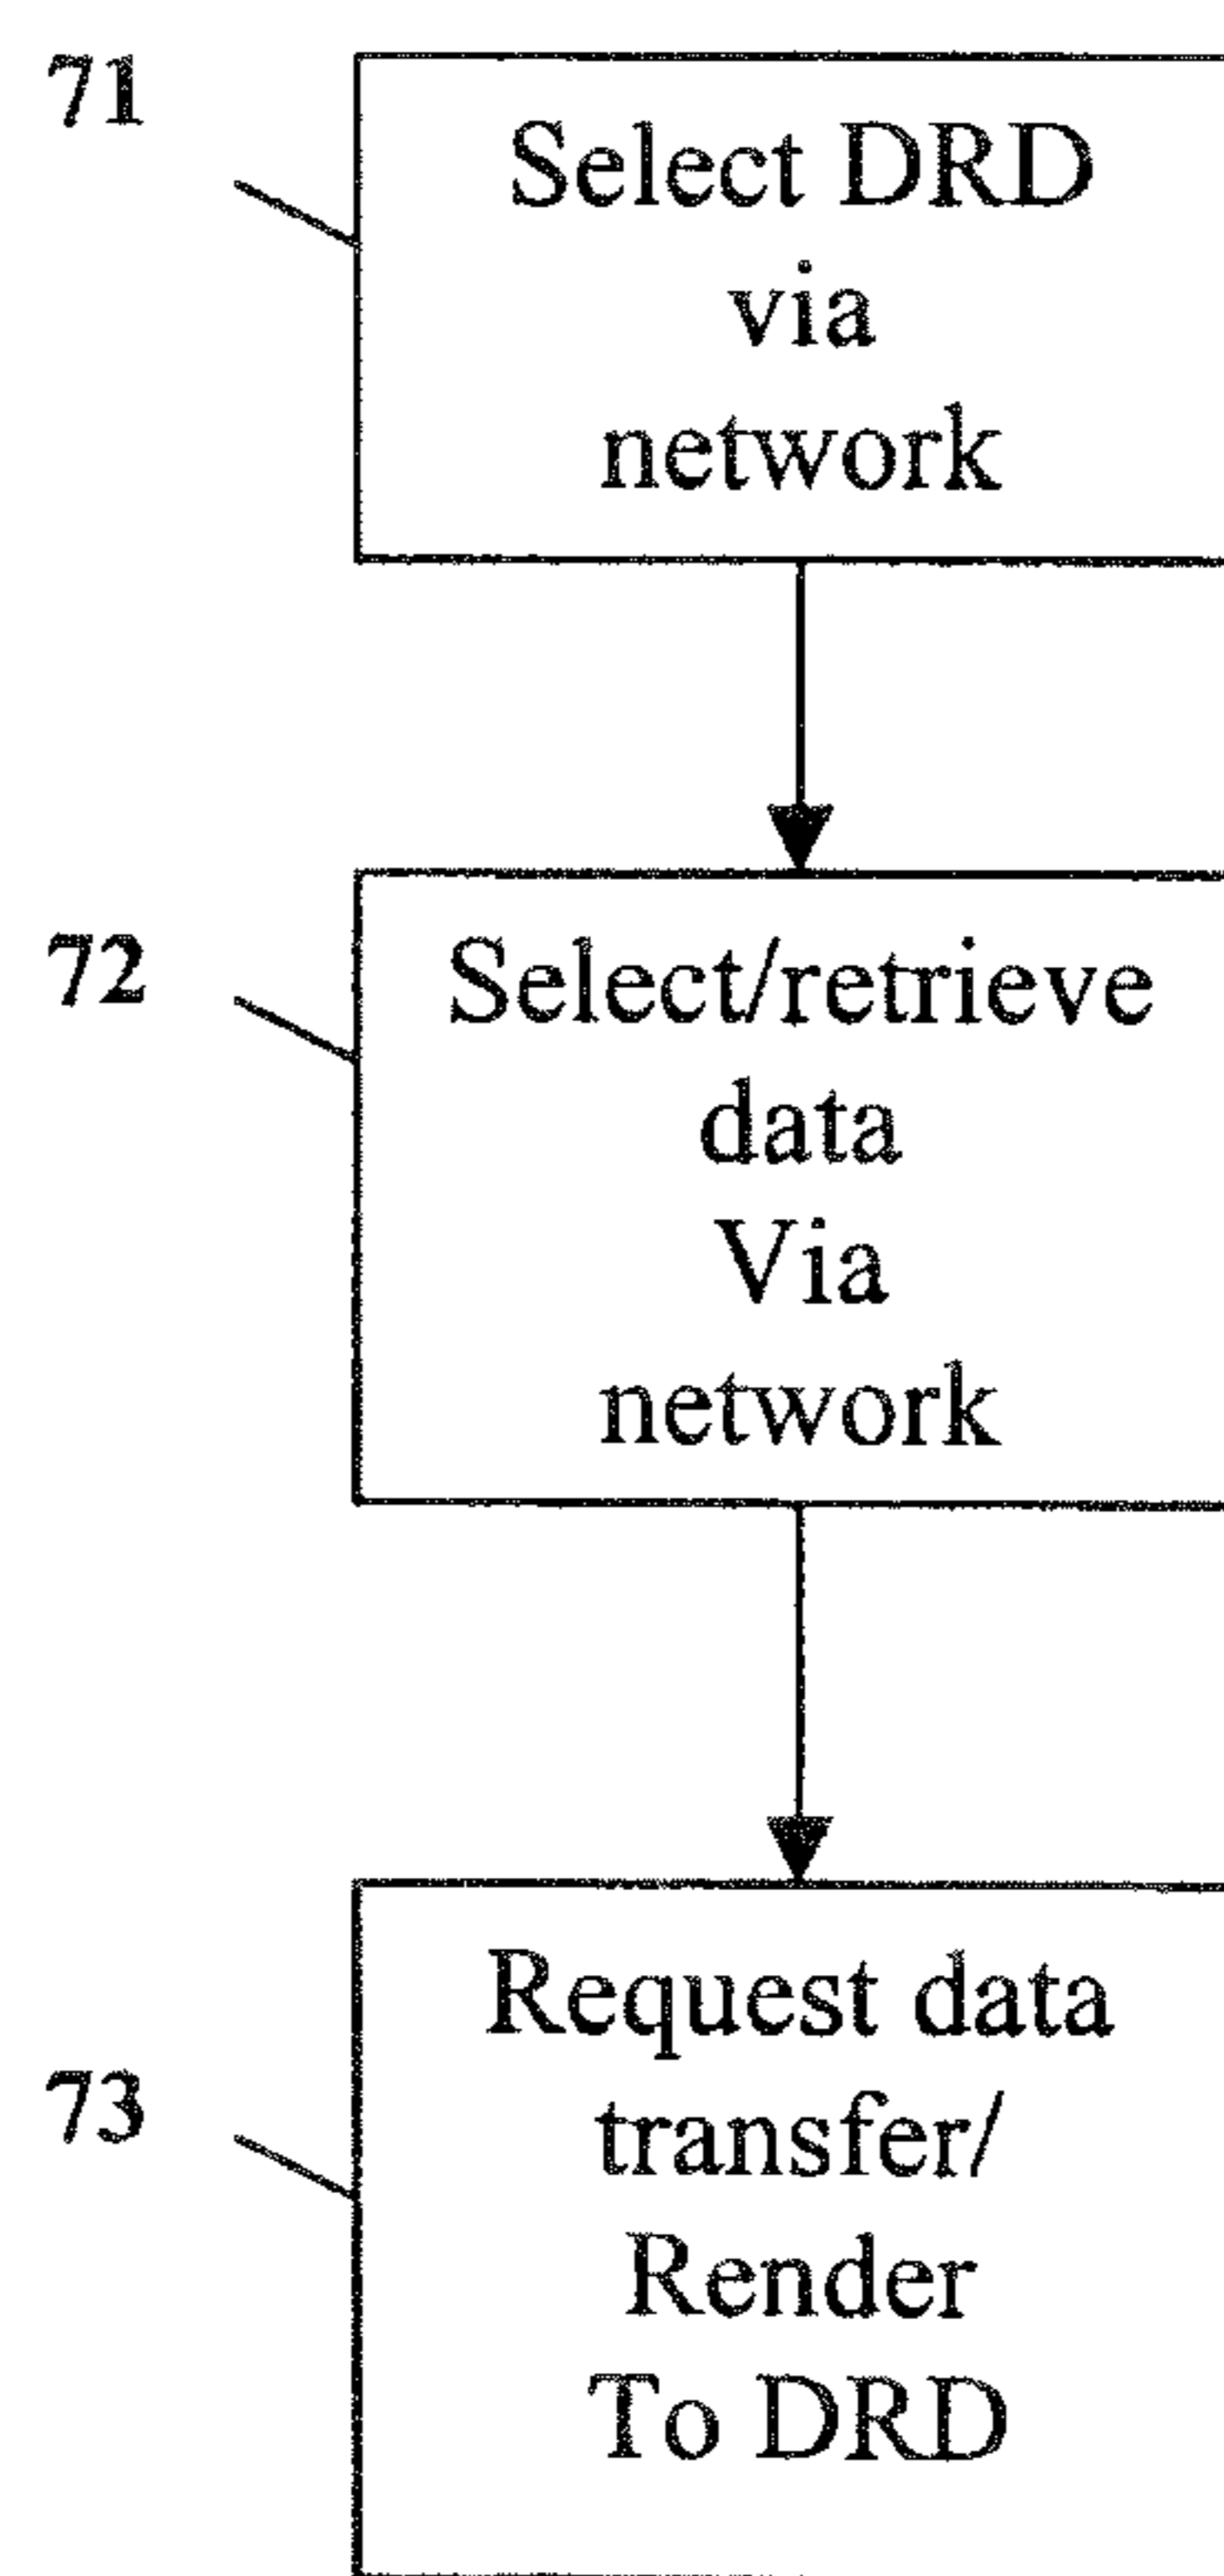 71
Select DRD
via
network
72
Select/retrieve
data
Via
network
73
Request data
transfer/
Render
To DRD